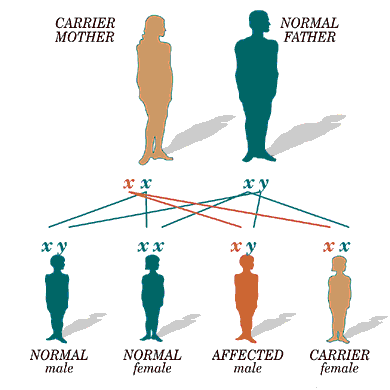 CARRIER MOTHER
NORMAL FATHER
x x
x y
x y
x x
x y
x x
NORMAL male
NORMAL female
AFFECTED male
CARRIER female